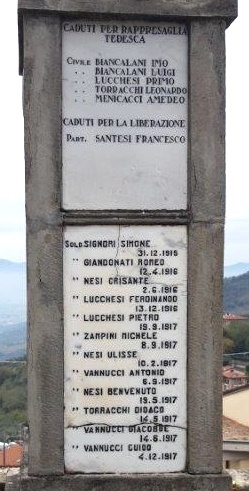 CADUTI PER RAPPRESAGLIA
TEDESCA
CIVILE BIANCALANI IMO
" BIANCALANI LUIGI
" LUCCHESI PRIMO
" TORRACCHI LEONARDO
" MENICACCI AMEDEO
CADUTI PER LA LIBERAZIONE
PART. SANTESI FRANCESCO
SOLD SIGNORI SIMONE
31.12.1915
" GIANDONATI ROMEO
12.4.1916
" NESI CRISANTE
2.6.1916
" LUCCHESI FERDINANDO
13.12.1916
" LUCCHESI PIETRO
19.9.1917
" ZAMPINI MICHELE
8.9.1917
" NESI ULISSE
10.2.1917
" VANNUCCI ANTONIO
6.9.1917
" NESI BENVENUTO
19.5.1917
" TORRACCHI DIDACO
14.5.1917
" VANNUCCI GIACOBBE
14.6.1917
" VANNUCCI GUIDO
4.12.1917